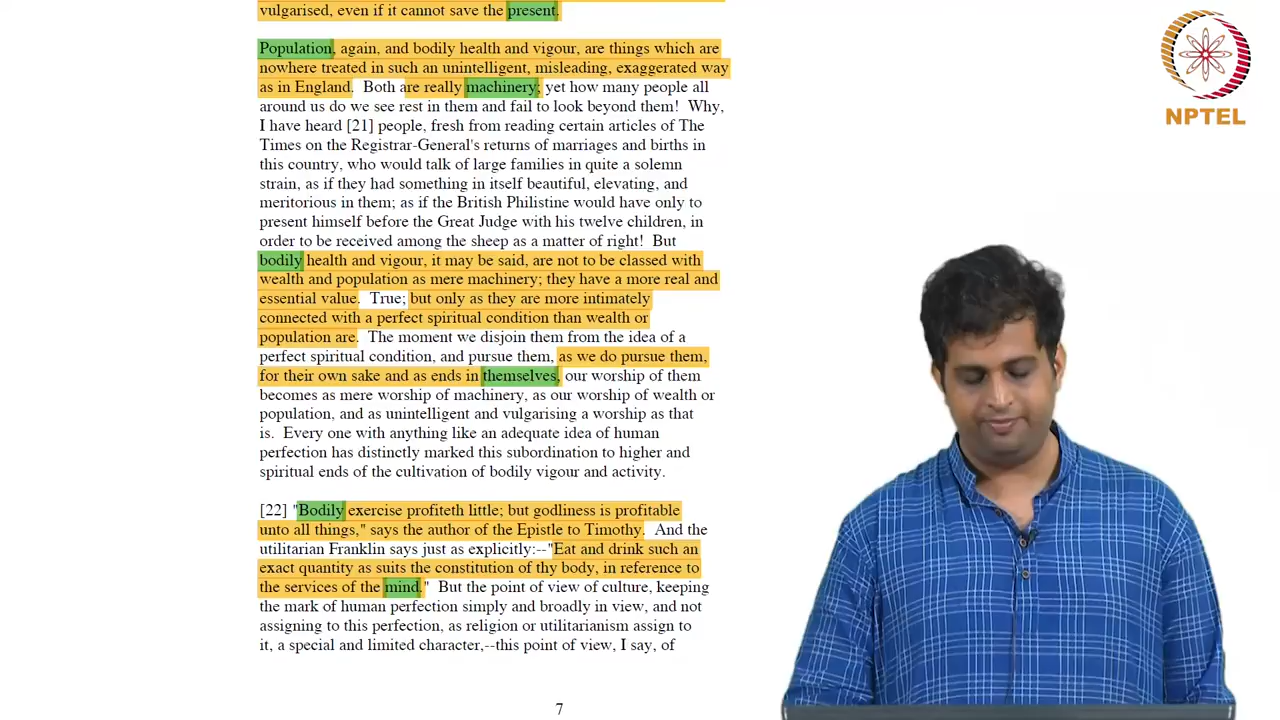 vulgarised, even if it cannot save the present.
Population, again, and bodily health and vigour, are things which are
nowhere treated in such an unintelligent, misleading, exaggerated way
as in England. Both are really machinery; yet how many people all
around us do we see rest in them and fail to look beyond them! Why,
I have heard [21] people, fresh from reading certain articles of The
Times on the Registrar-General's returns of marriages and births in
this country, who would talk of large families in quite a solemn
strain, as if they had something in itself beautiful, elevating, and
meritorious in them; as if the British Philistine would have only to
present himself before the Great Judge with his twelve children, in
order to be received among the sheep as a matter of right! But
bodily health and vigour, it may be said, are not to be classed with
wealth and population as mere machinery; they have a more real and
essential value. True; but only as they are more intimately
connected with a perfect spiritual condition than wealth or
population are. The moment we disjoin them from the idea of a
perfect spiritual condition, and pursue them, as we do pursue them,
for their own sake and as ends in themselves, our worship of them
becomes as mere worship of machinery, as our worship of wealth or
population, and as unintelligent and vulgarising a worship as that
is. Every one with anything like an adequate idea of human
perfection has distinctly marked this subordination to higher and
spiritual ends of the cultivation of bodily vigour and activity.
[22] "Bodily exercise profiteth little; but godliness is profitable
unto all things," says the author of the Epistle to Timothy. And the
utilitarian Franklin says just as explicitly:--"Eat and drink such an
exact quantity as suits the constitution of thy body, in reference to
the services of the mind." But the point of view of culture, keeping
the mark of human perfection simply and broadly in view, and not
assigning to this perfection, as religion or utilitarianism assign to
it, a special and limited character,--this point of view, I say, of
7
NPTEL